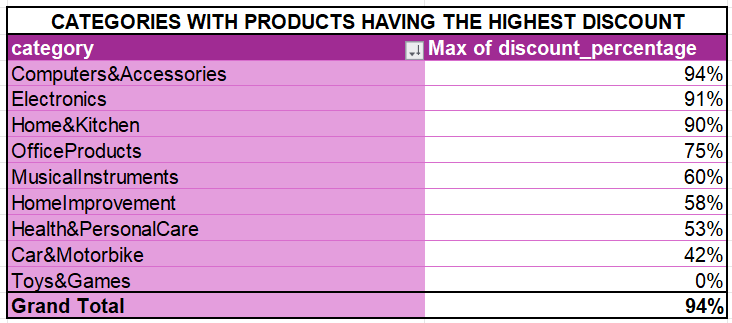 CATEGORIES WITH PRODUCTS HAVING THE HIGHEST DISCOUNT
category Max of discount_percentage
Computers&Accessories 94%
Electronics 91%
Home&Kitchen 90%
OfficeProducts 75%
MusicalInstruments 60%
HomeImprovement 58%
Health&PersonalCare 53%
Car&Motorbike 42%
Toys&Games 0%
Grand Total 94%